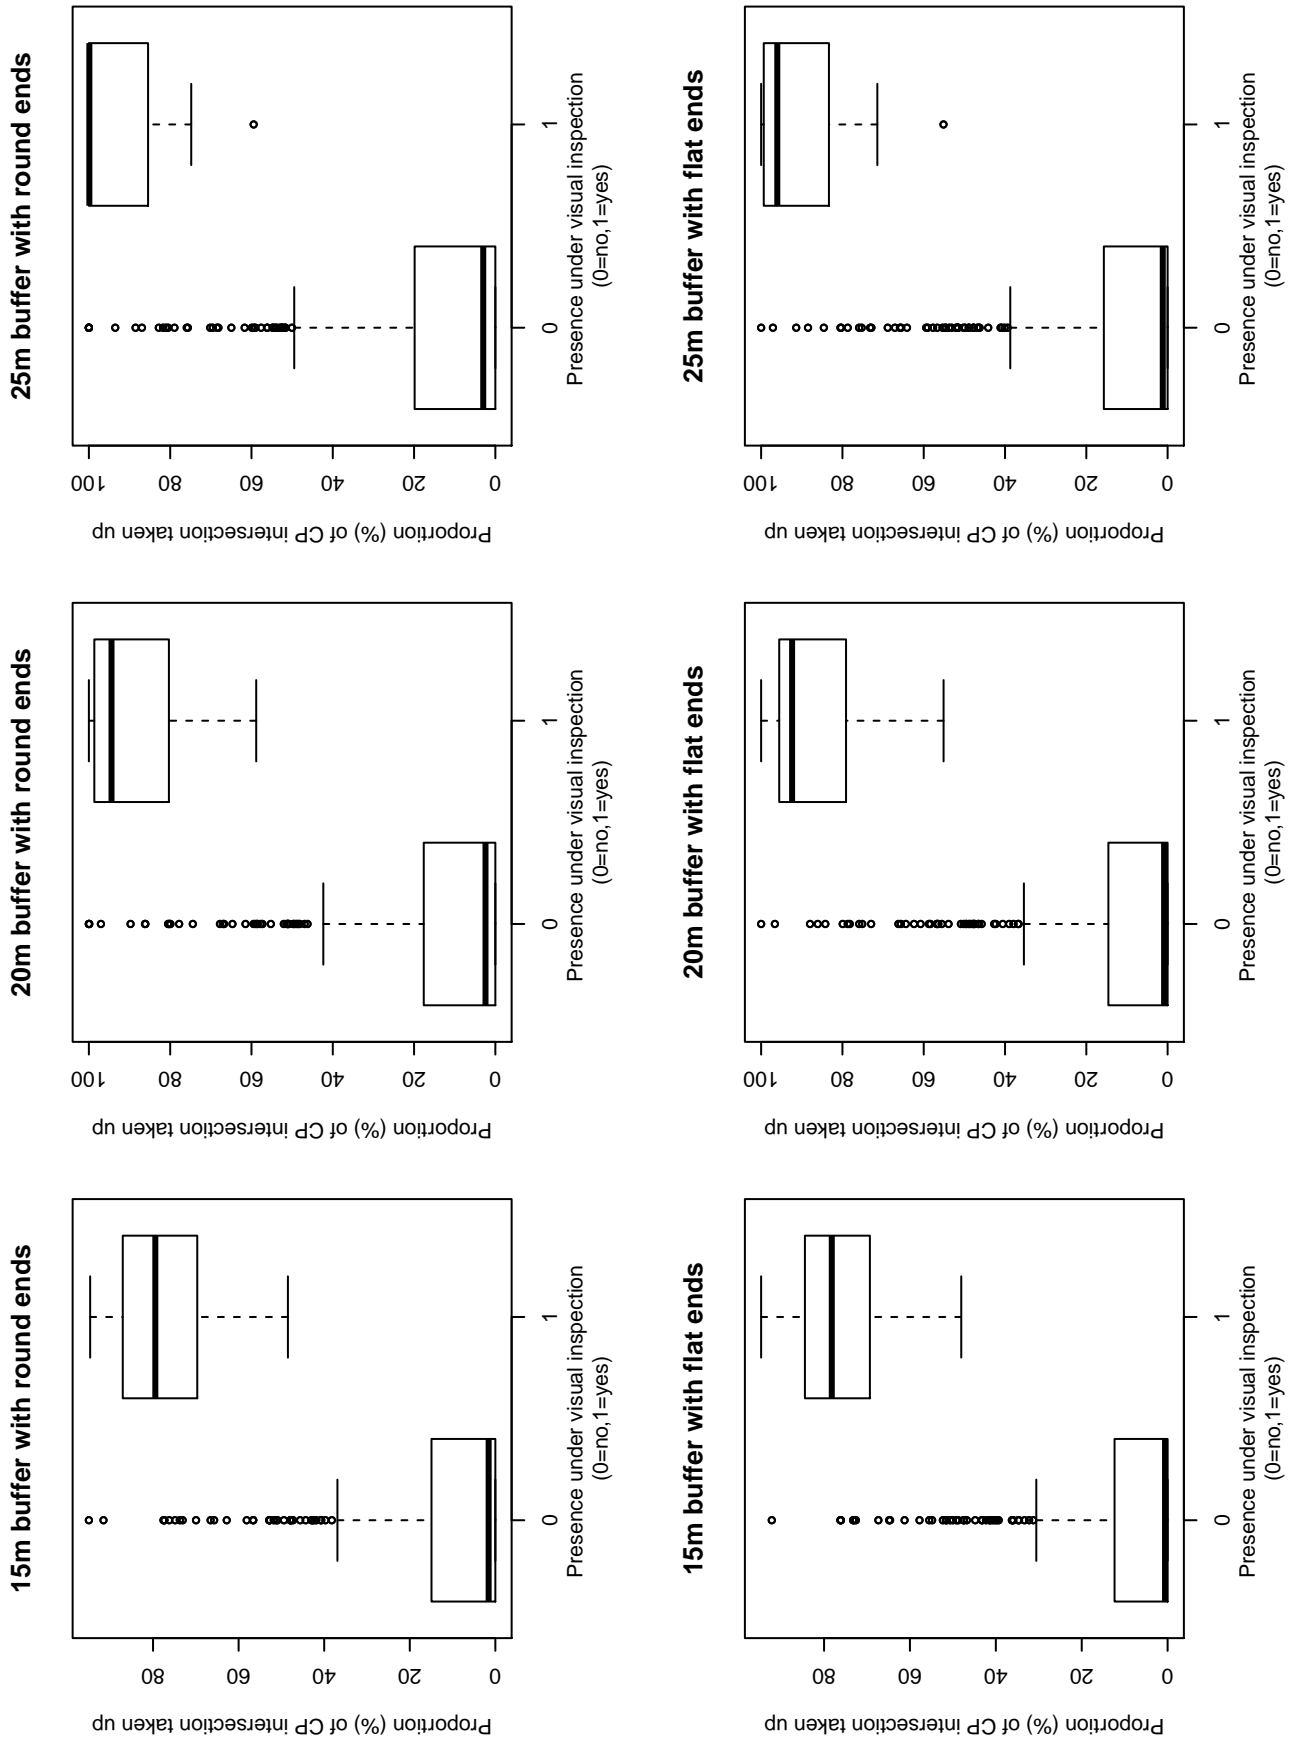 15m buffer with round ends
Proportion (%) of CP intersection taken up
0
20
40
60
80
0
1
Presence under visual inspection
(0=no,1=yes)
20m buffer with round ends
Proportion (%) of CP intersection taken up
0
20
40
60
80
100
0
1
Presence under visual inspection
(0=no,1=yes)
25m buffer with round ends
Proportion (%) of CP intersection taken up
0
20
40
60
80
100
0
1
Presence under visual inspection
(0=no,1=yes)
15m buffer with flat ends
Proportion (%) of CP intersection taken up
0
20
40
60
80
0
1
Presence under visual inspection
(0=no,1=yes)
20m buffer with flat ends
Proportion (%) of CP intersection taken up
0
20
40
60
80
100
0
1
Presence under visual inspection
(0=no,1=yes)
25m buffer with flat ends
Proportion (%) of CP intersection taken up
0
20
40
60
80
100
0
1
Presence under visual inspection
(0=no,1=yes)